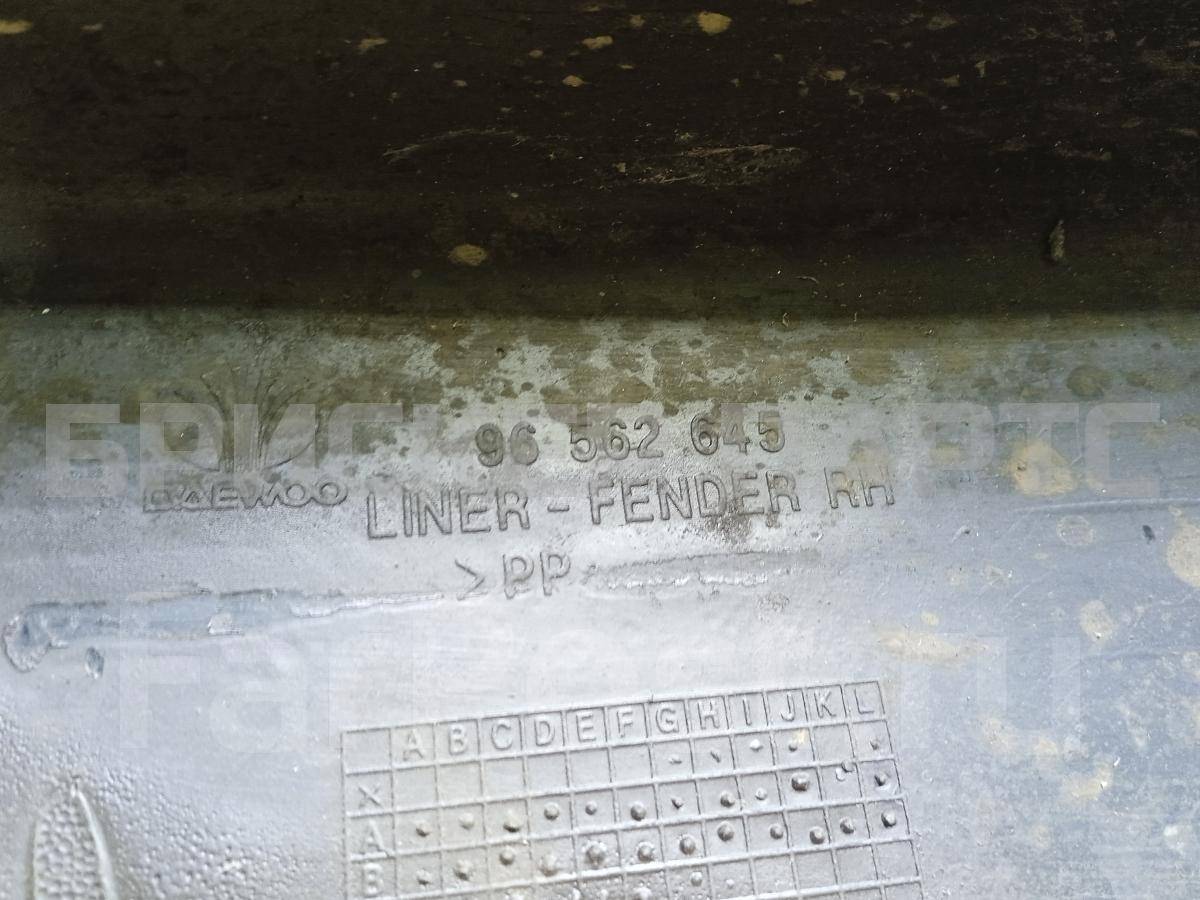 96 562 645
DAEWOO LINER - FENDER RH
>PP
A B C D E F G H I J K L
X
A
B